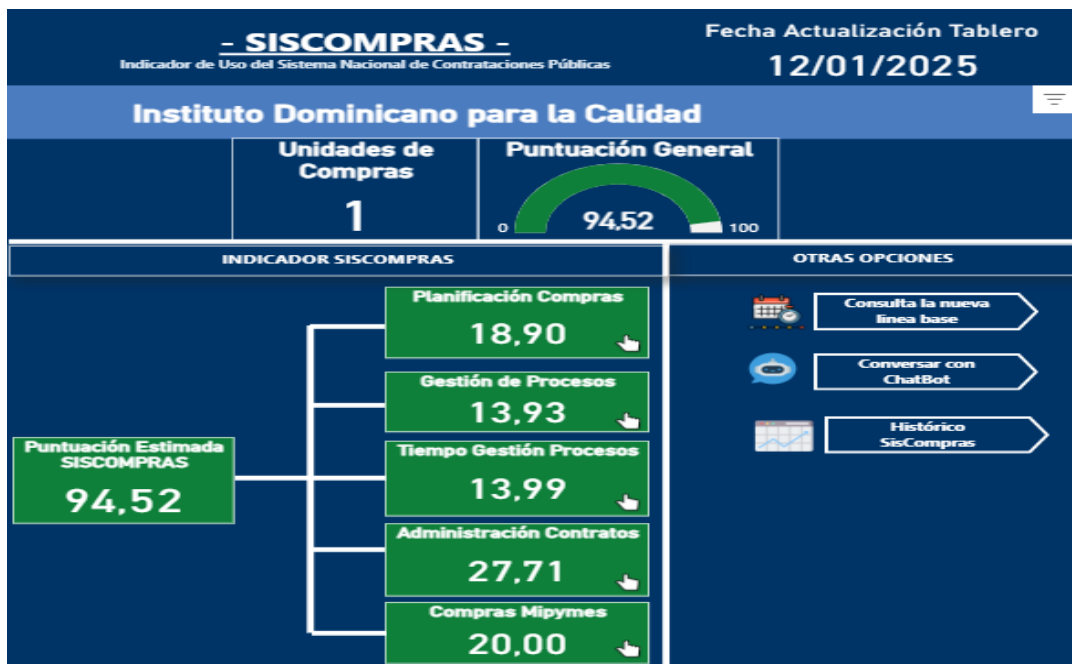 - SISCOMPRAS -
Indicador de Uso del Sistema Nacional de Contrataciones Públicas
Fecha Actualización Tablero
12/01/2025
Instituto Dominicano para la Calidad
Unidades de
Compras
1
Puntuación General
0
94,52
100
INDICADOR SISCOMPRAS
Puntuación Estimada
SISCOMPRAS
94,52
Planificación Compras
18,90
Gestión de Procesos
13,93
Tiempo Gestión Procesos
13,99
Administración Contratos
27,71
Compras Mipymes
20,00
OTRAS OPCIONES
Consulta la nueva
linea base
Conversar con
ChatBot
Histórico
SisCompras